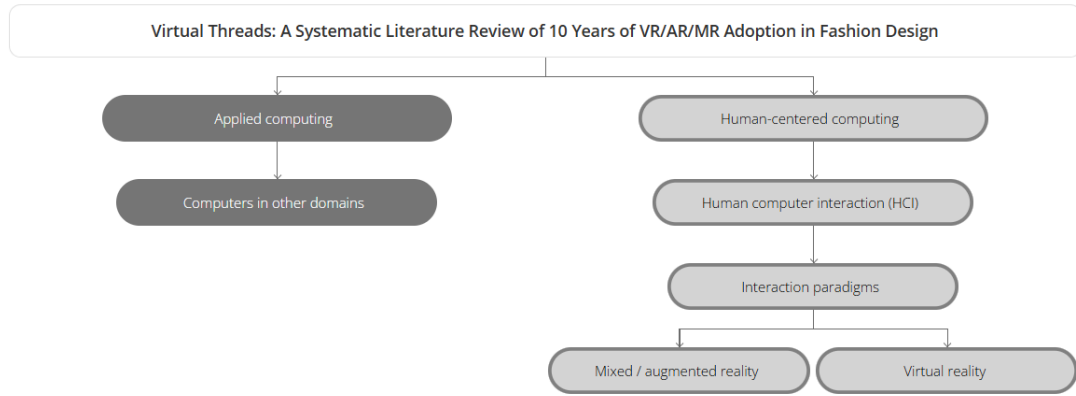 Virtual Threads: A Systematic Literature Review of 10 Years of VR/AR/MR Adoption in Fashion Design
Applied computing
Human-centered computing
Computers in other domains
Human computer interaction (HCI)
Interaction paradigms
Mixed / augmented reality
Virtual reality